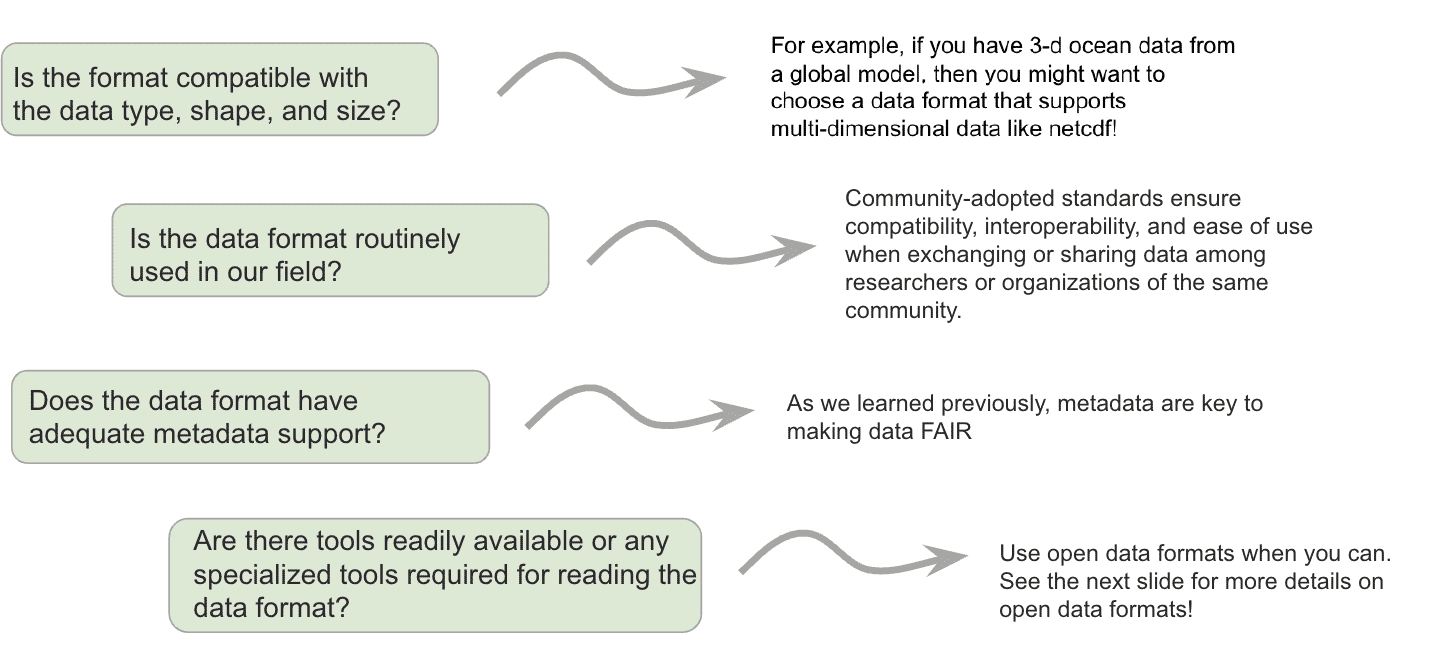 Is the format compatible with
the data type, shape, and size?
For example, if you have 3-d ocean data from
a global model, then you might want to
choose a data format that supports
multi-dimensional data like netcdf!
Is the data format routinely
used in our field?
Community-adopted standards ensure
compatibility, interoperability, and ease of use
when exchanging or sharing data among
researchers or organizations of the same
community.
Does the data format have
adequate metadata support?
As we learned previously, metadata are key to
making data FAIR
Are there tools readily available or any
specialized tools required for reading the
data format?
Use open data formats when you can.
See the next slide for more details on
open data formats!